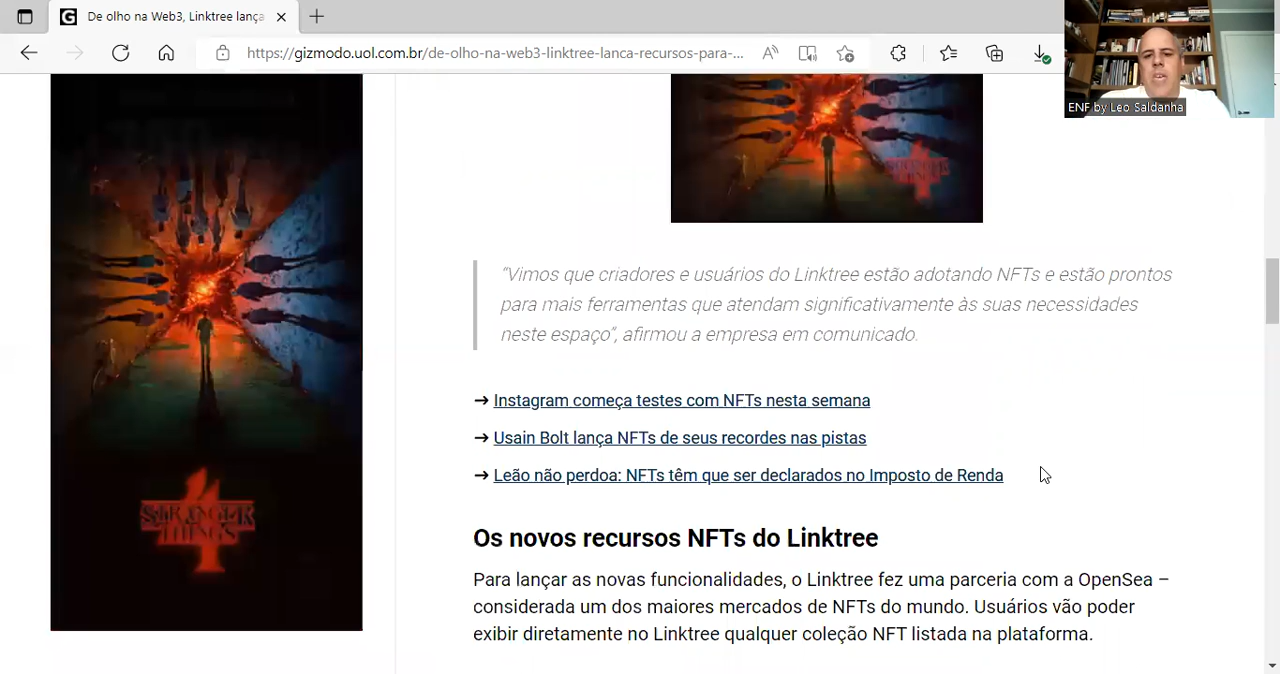 De olho na Web3, Linktree lança
https://gizmodo.uol.com.br/de-olho-na-web3-linktree-lanca-recursos-para-...
ENF by Leo Saldanha
STRANGER THINGS 4
“Vimos que criadores e usuários do Linktree estão adotando NFTs e estão prontos
para mais ferramentas que atendam significativamente às suas necessidades
neste espaço”, afirmou a empresa em comunicado.
→ Instagram começa testes com NFTs nesta semana
→ Usain Bolt lança NFTs de seus recordes nas pistas
→ Leão não perdoa: NFTs têm que ser declarados no Imposto de Renda
STRANGER
THINGS
4
Os novos recursos NFTs do Linktree
Para lançar as novas funcionalidades, o Linktree fez uma parceria com a OpenSea –
considerada um dos maiores mercados de NFTs do mundo. Usuários vão poder
exibir diretamente no Linktree qualquer coleção NFT listada na plataforma.